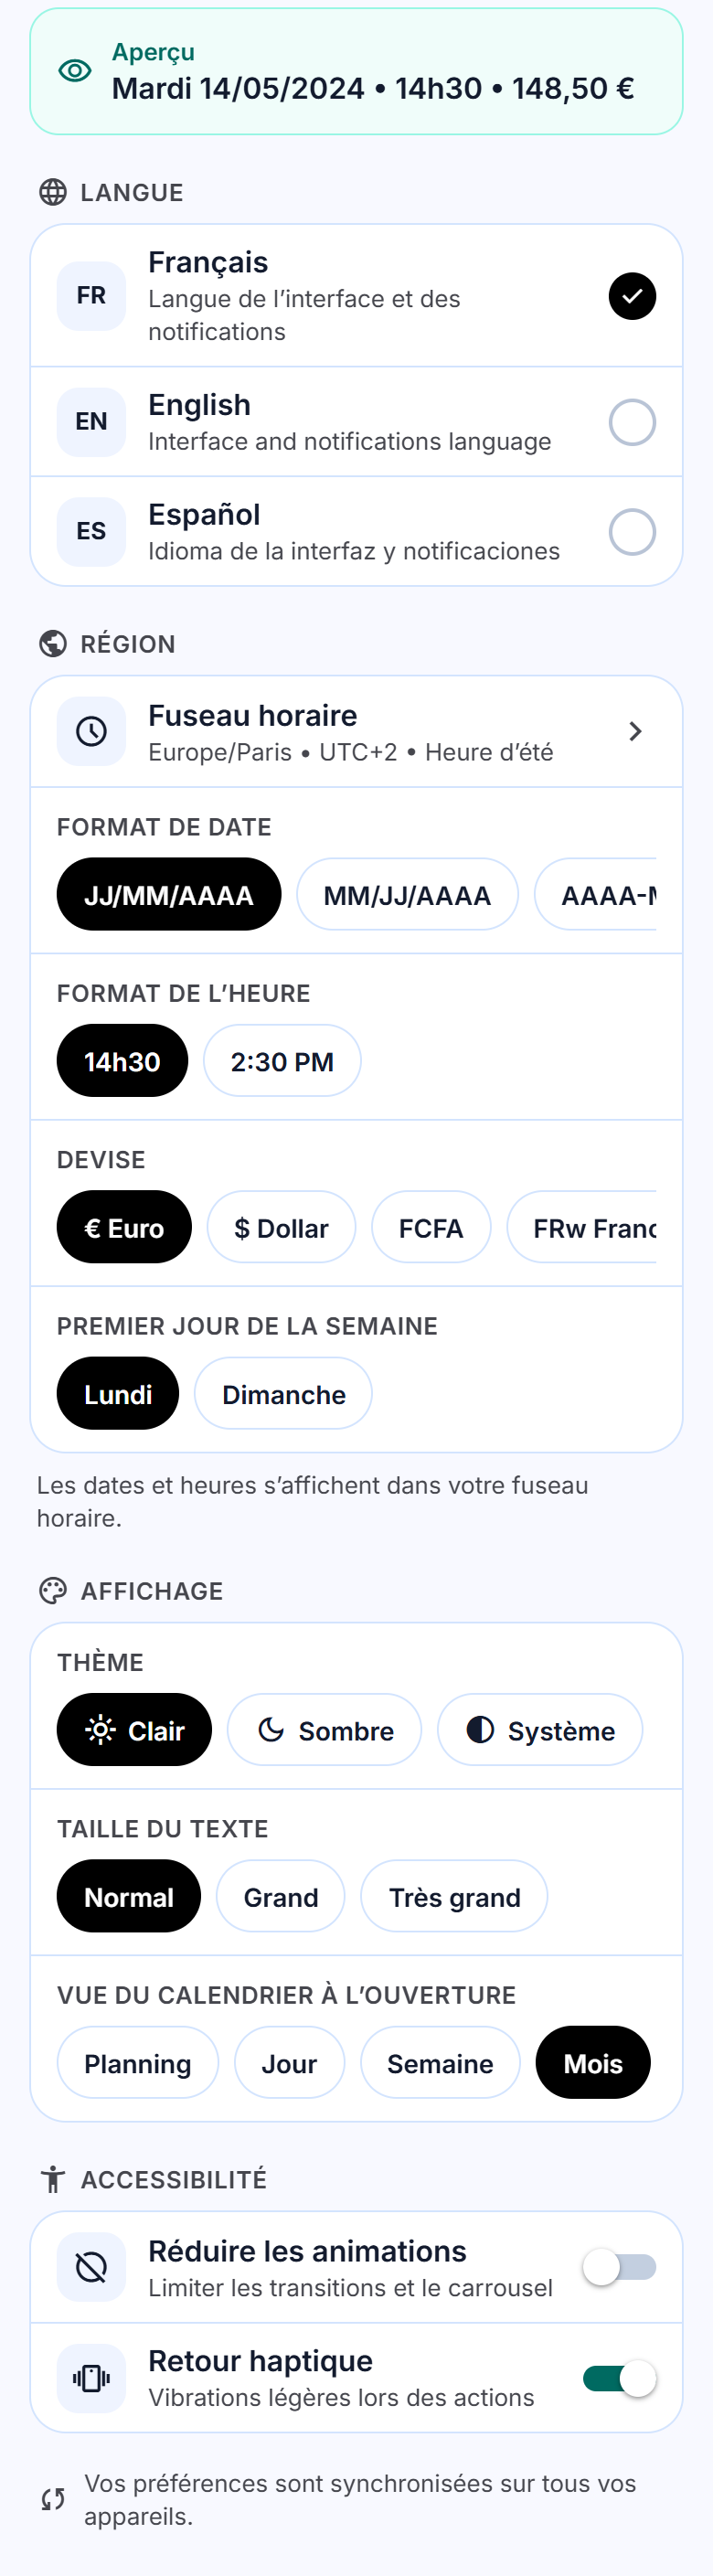 Aperçu
Mardi 14/05/2024 • 14h30 • 148,50 €
LANGUE
FR
Français
Langue de l’interface et des
notifications
EN
English
Interface and notifications language
ES
Español
Idioma de la interfaz y notificaciones
RÉGION
Fuseau horaire
Europe/Paris • UTC+2 • Heure d’été
FORMAT DE DATE
JJ/MM/AAAA MM/JJ/AAAA AAAA-M
FORMAT DE L’HEURE
14h30 2:30 PM
DEVISE
€ Euro $ Dollar FCFA FRw Franc
PREMIER JOUR DE LA SEMAINE
Lundi Dimanche
Les dates et heures s’affichent dans votre fuseau
horaire.
AFFICHAGE
THÈME
Clair Sombre Système
TAILLE DU TEXTE
Normal Grand Très grand
VUE DU CALENDRIER À L’OUVERTURE
Planning Jour Semaine Mois
ACCESSIBILITÉ
Réduire les animations
Limiter les transitions et le carrousel
Retour haptique
Vibrations légères lors des actions
Vos préférences sont synchronisées sur tous vos
appareils.